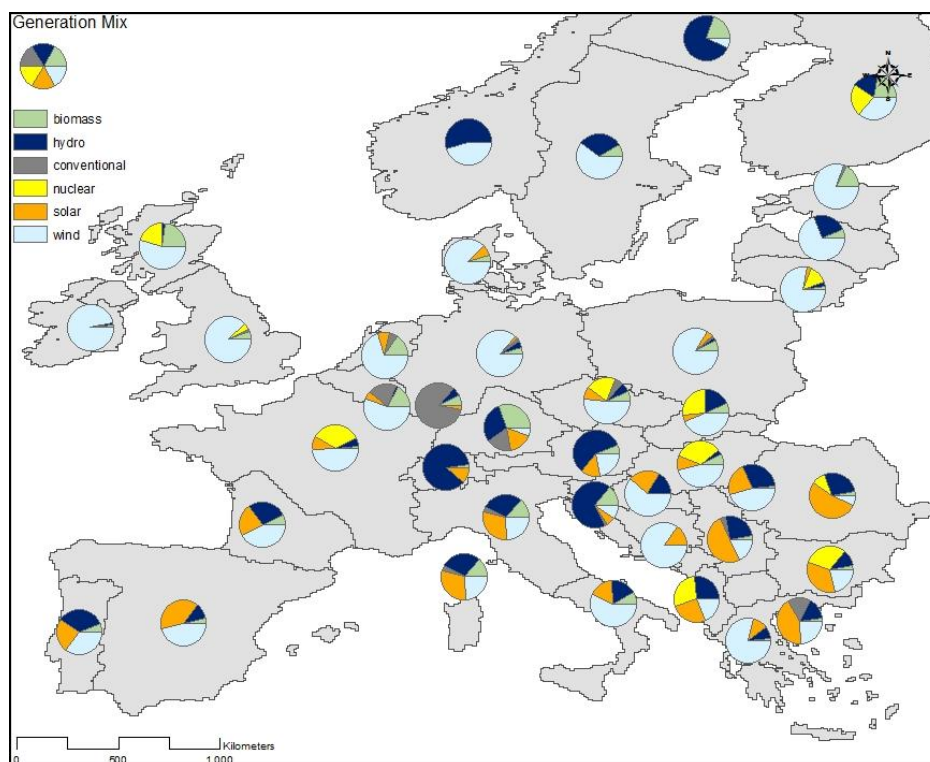 Generation Mix
biomass
hydro
conventional
nuclear
solar
wind
N
W E
S
Kilometers
0 500 1,000